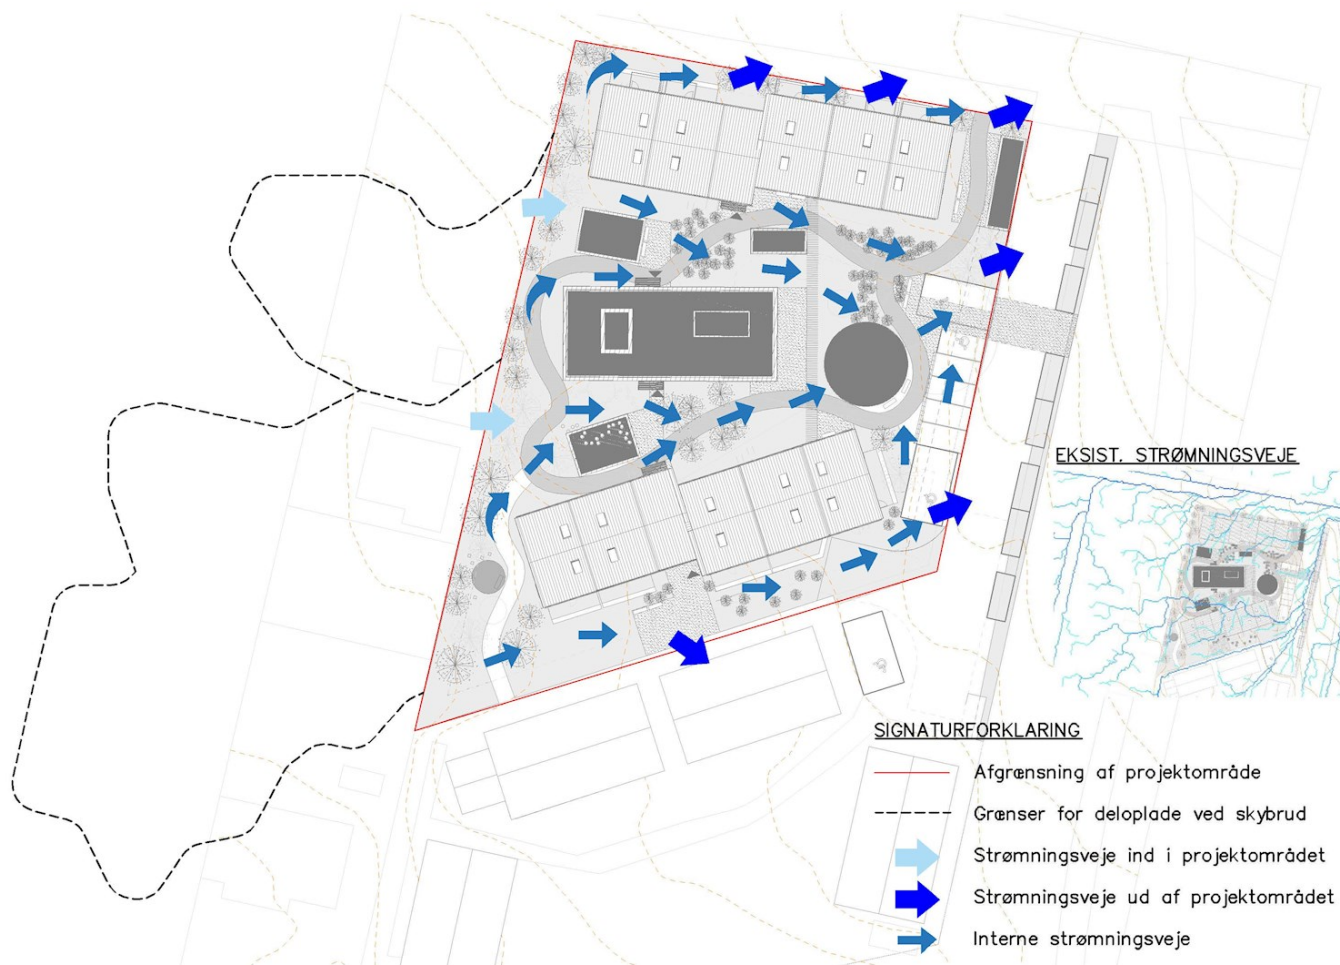 EKSIST. STRØMNINGSVEJE
SIGNATURFORKLARING
Afgrænsning af projektområde
Grænser for deloplade ved skybrud
Strømningsveje ind i projektområdet
Strømningsveje ud af projektområdet
Interne strømningsveje